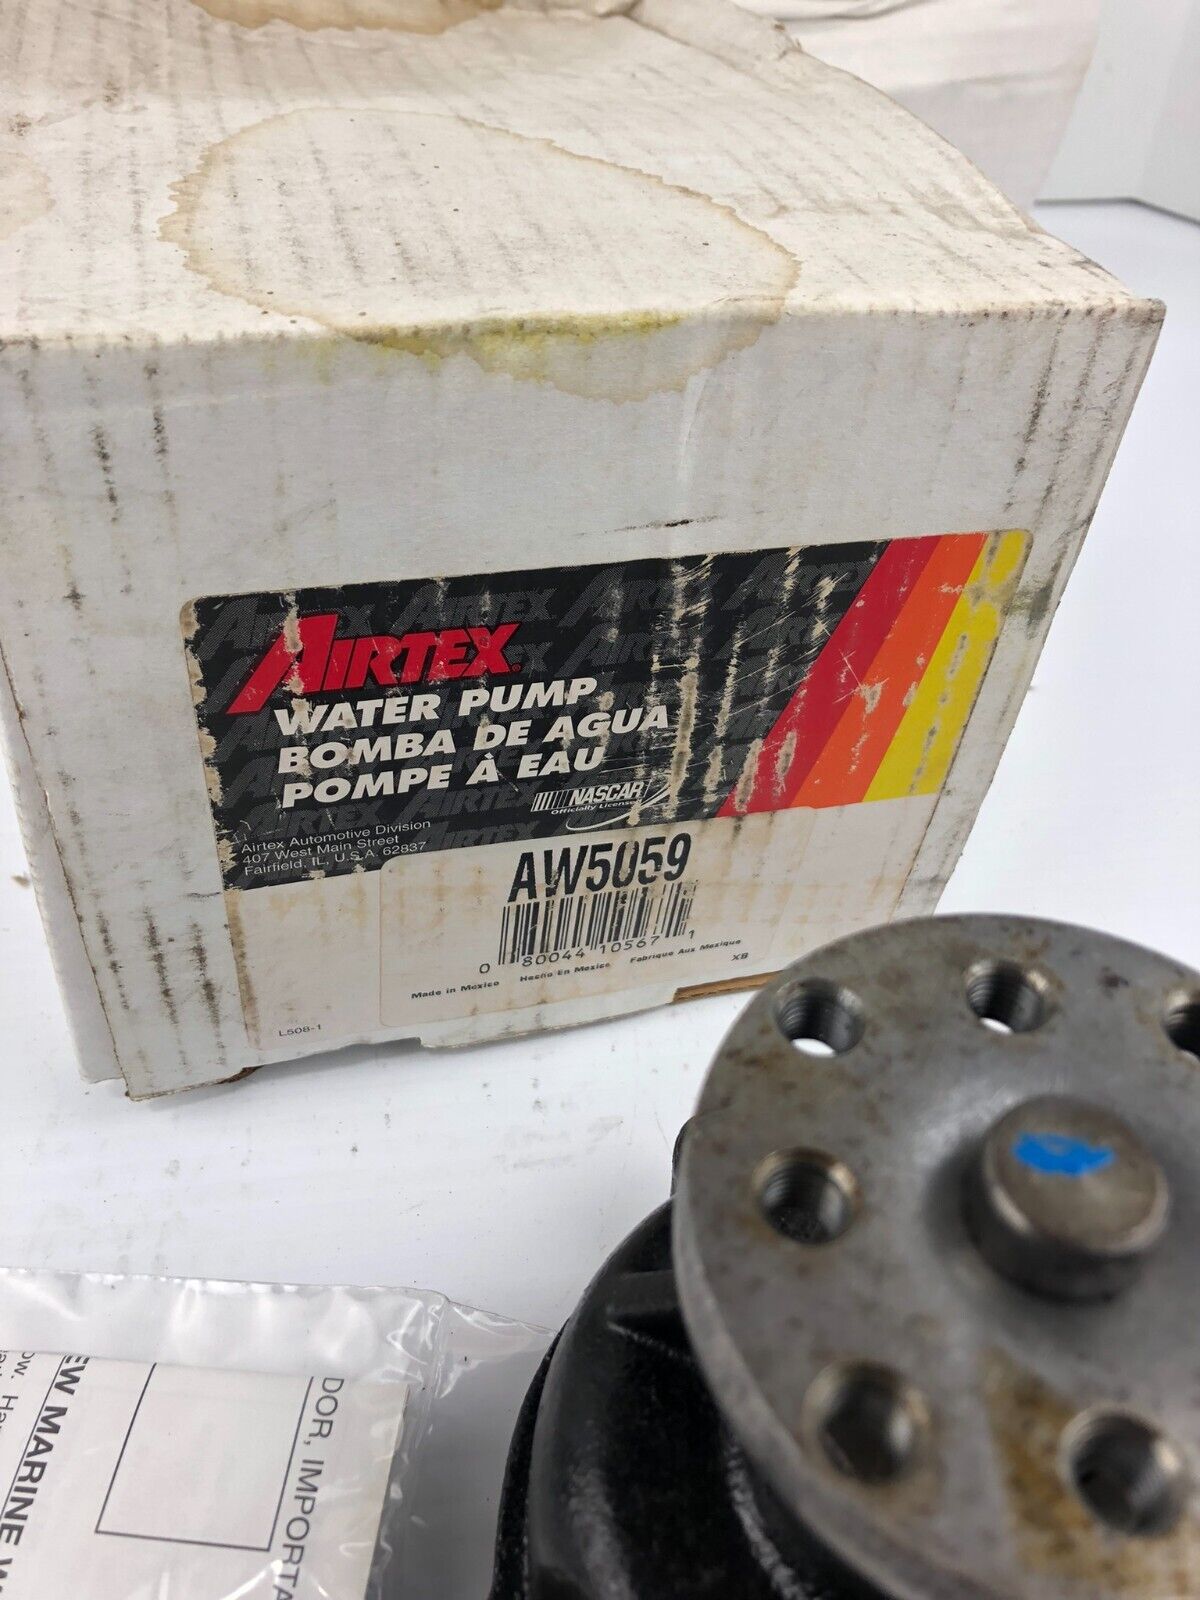 AIRTEX
WATER PUMP
BOMBA DE AGUA
POMPE À EAU
NASCAR
Officially Licensed
Airtex Automotive Division
407 West Main Street
Fairfield, IL, U.S.A. 62837
AW5059
0 80044 10567 1
Made in Mexico Hecho En Mexico Fabrique Aux Mexique XB
L508-1
DOR, IMPORTA
EW MARINE W
ow. Ha